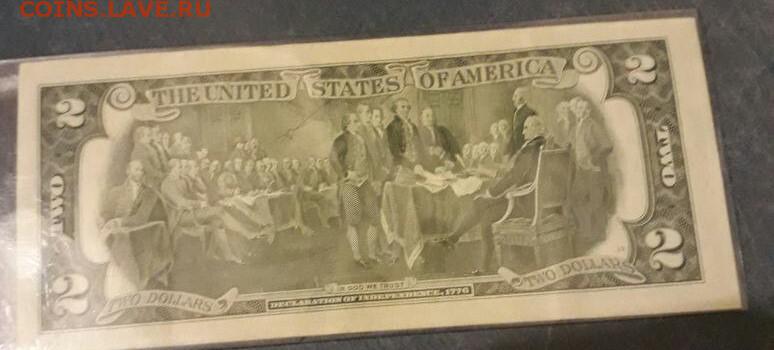 COINS.LAVE.RU
THE UNITED STATES OF AMERICA
2
2
TWO
TWO
2
2
TWO DOLLARS
TWO DOLLARS
IN GOD WE TRUST
DECLARATION OF INDEPENDENCE, 1776